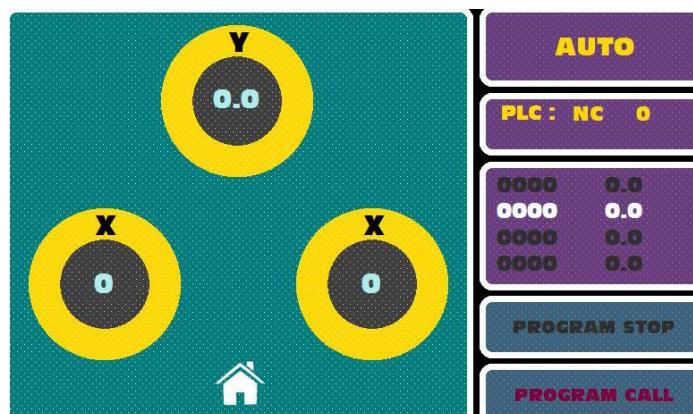 Y
0.0
X
0
X
0
AUTO
PLC : NC 0
0000 0.0
0000 0.0
0000 0.0
0000 0.0
PROGRAM STOP
PROGRAM CALL